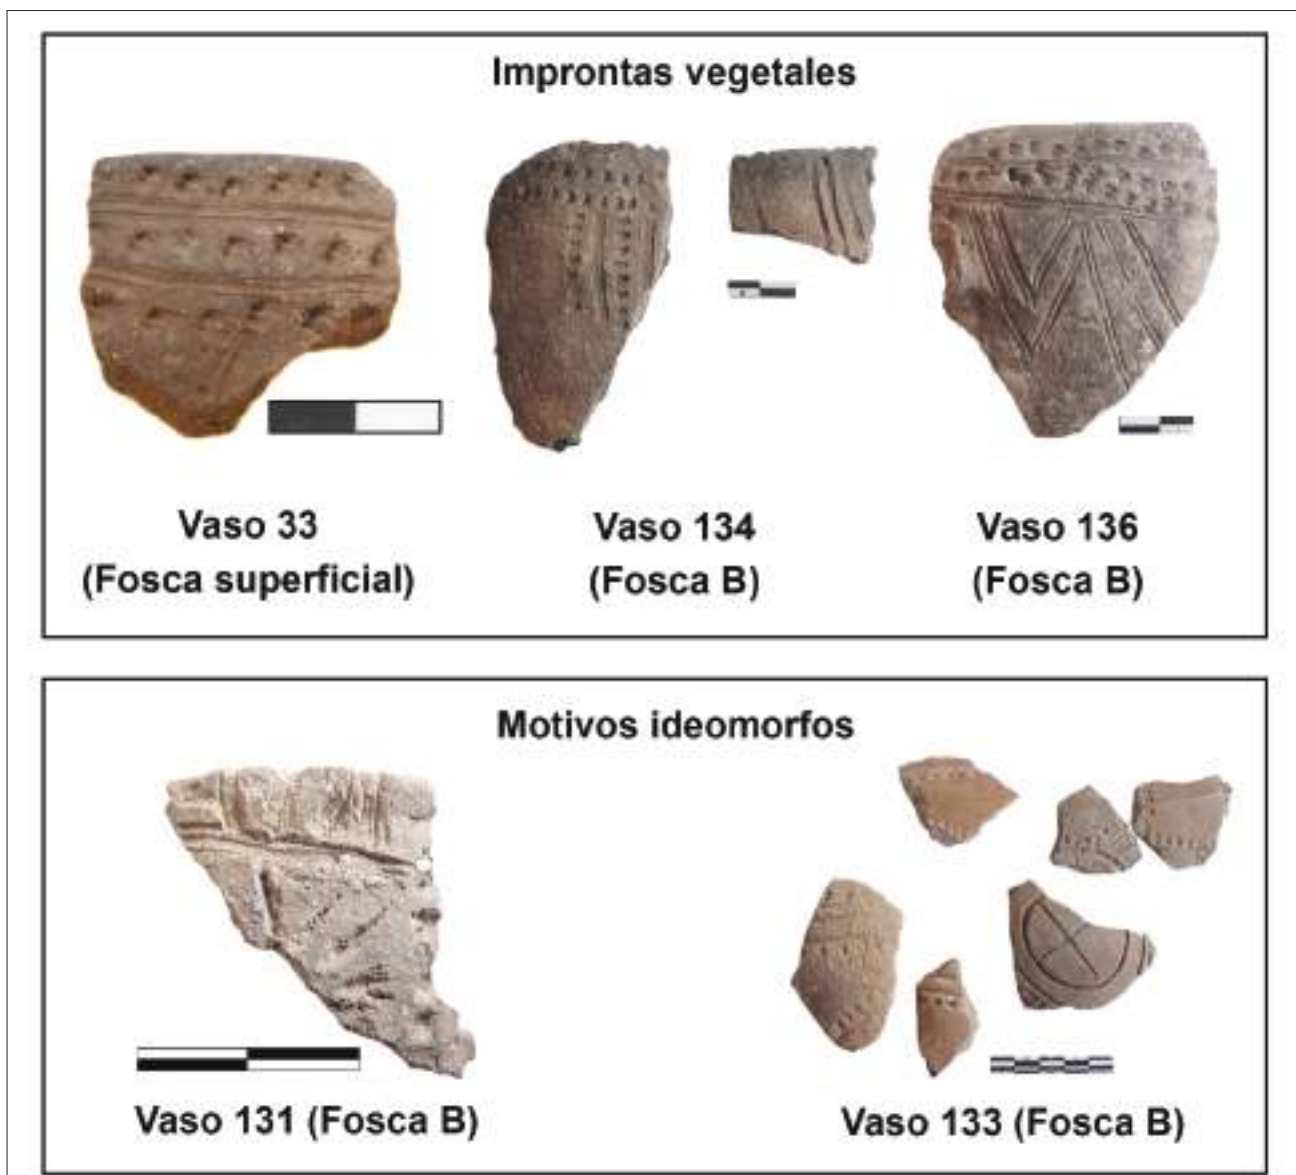 Improntas vegetales
Vaso 33
(Fosca superficial)
Vaso 134
(Fosca B)
Vaso 136
(Fosca B)
Motivos ideomorfos
Vaso 131 (Fosca B)
Vaso 133 (Fosca B)